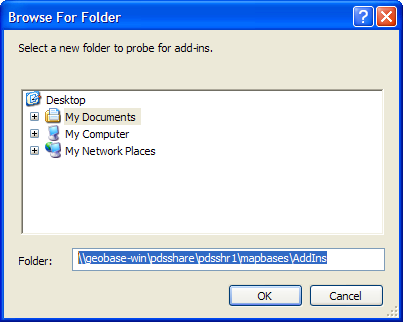 Browse For Folder
Select a new folder to probe for add-ins.
Desktop
My Documents
My Computer
My Network Places
Folder: \\geobase-win\pdsshare\pdsshr1\mapbases\AddIns
OK Cancel